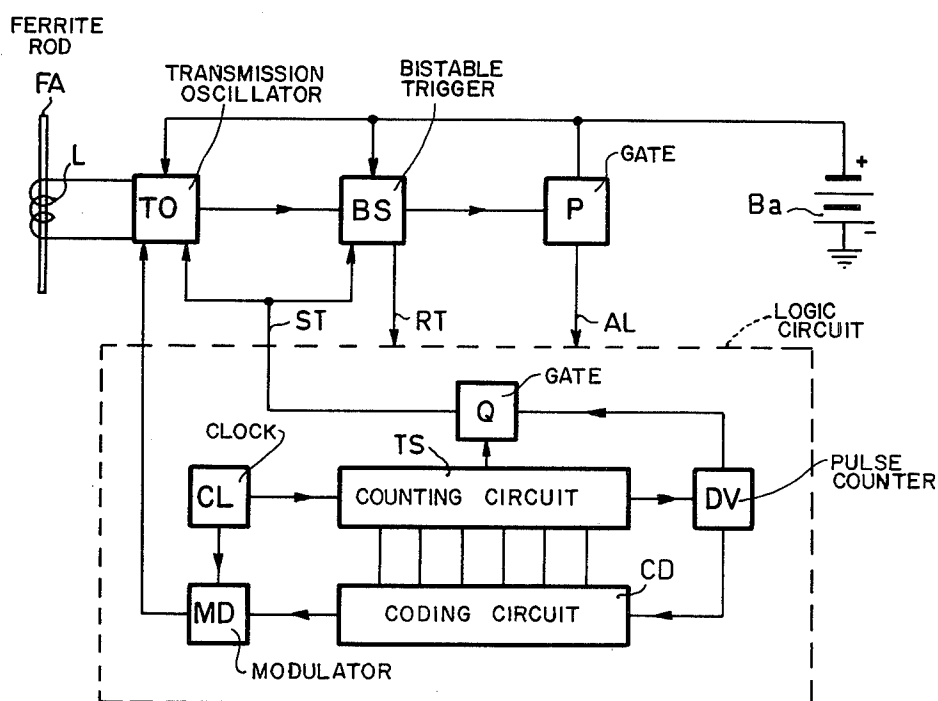 FERRITE
ROD
FA
L
TRANSMISSION
OSCILLATOR
BISTABLE
TRIGGER
GATE
TO
BS
P
Ba
+
-
ST
RT
AL
LOGIC
CIRCUIT
GATE
Q
CLOCK
TS
PULSE
COUNTER
CL
COUNTING CIRCUIT
DV
CD
MD
CODING CIRCUIT
MODULATOR